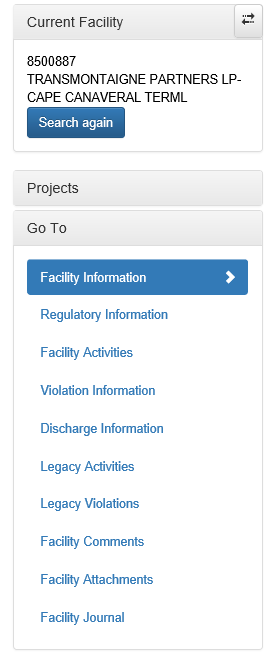 Current Facility
8500887
TRANSMONTAIGNE PARTNERS LP-
CAPE CANAVERAL TERML
Search again
Projects
Go To
Facility Information
Regulatory Information
Facility Activities
Violation Information
Discharge Information
Legacy Activities
Legacy Violations
Facility Comments
Facility Attachments
Facility Journal